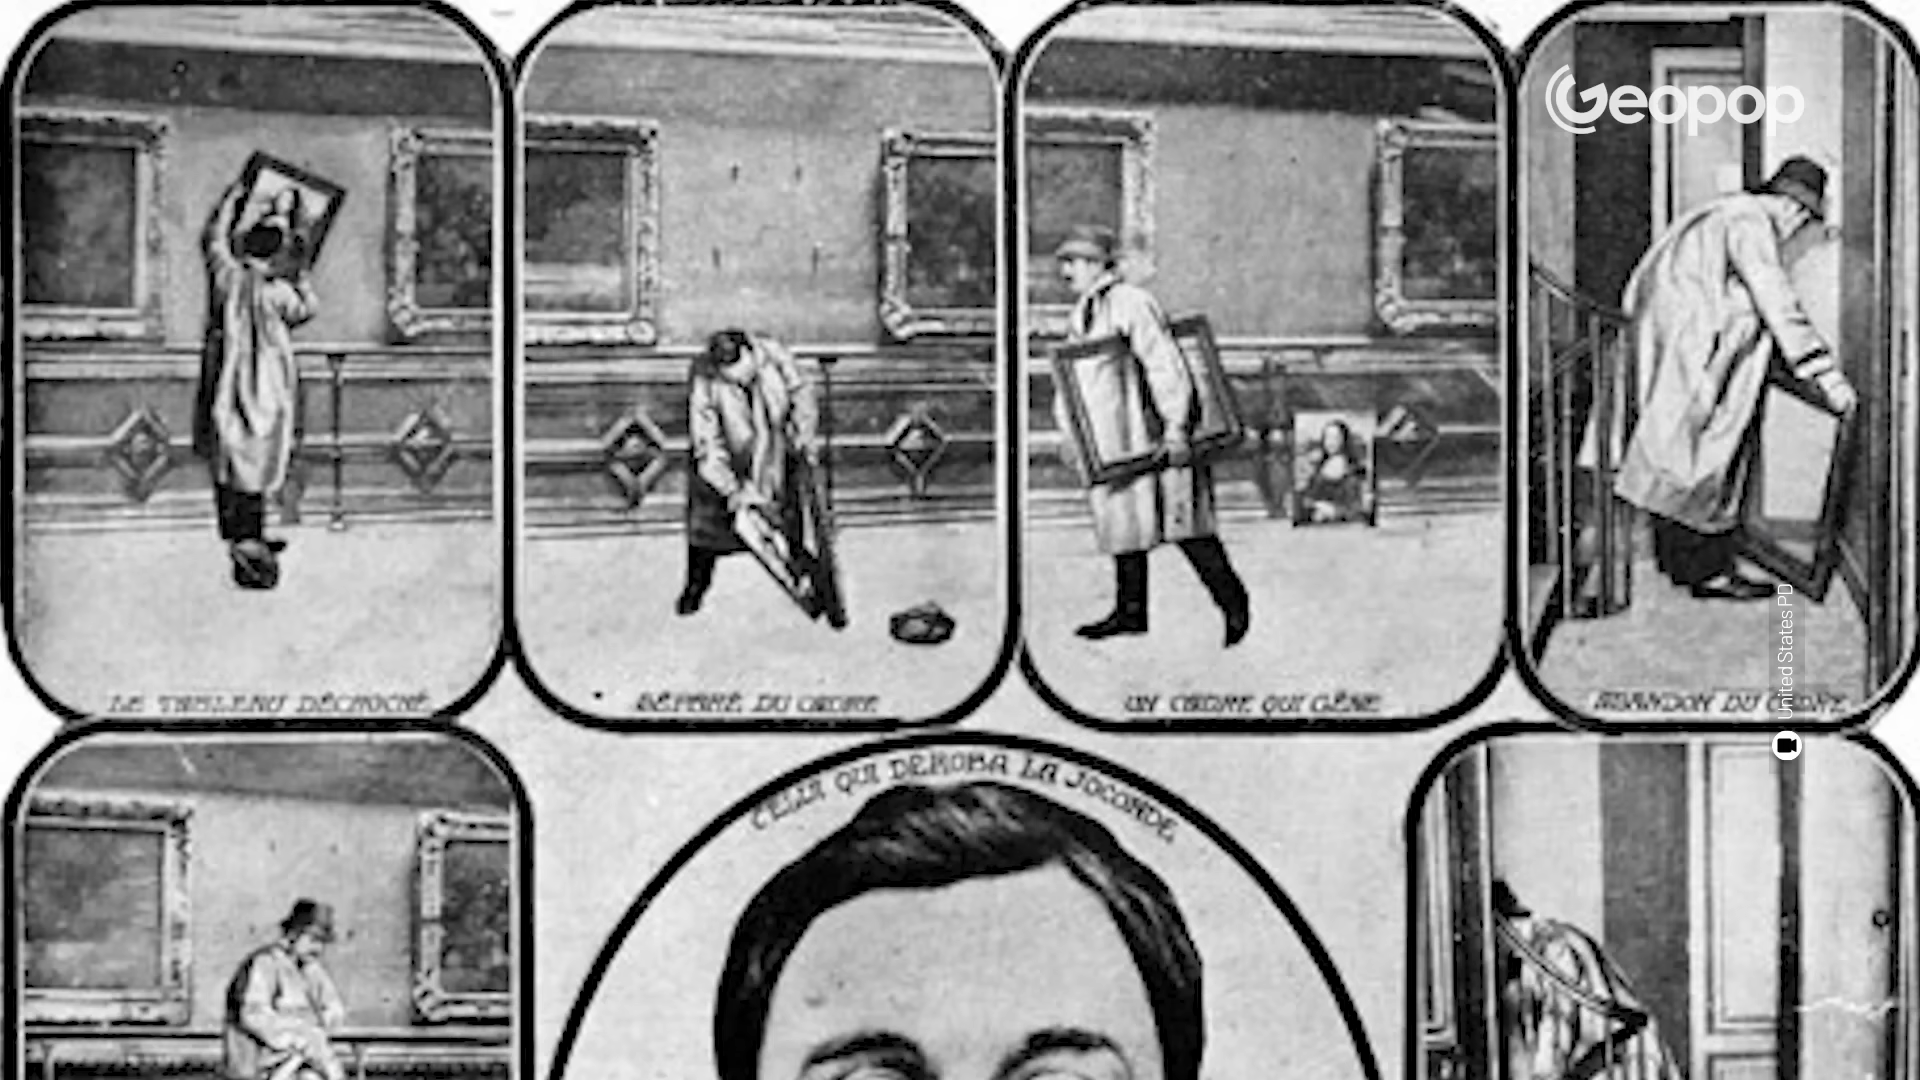 Geopop
LE TABLEAU DÉCROCHÉ
SÉPARÉ DU CADRE
UN CADRE QUI GÊNE
ABANDON DU CADRE
United States PD
CELUI QUI DÉROBA LA JOCONDE